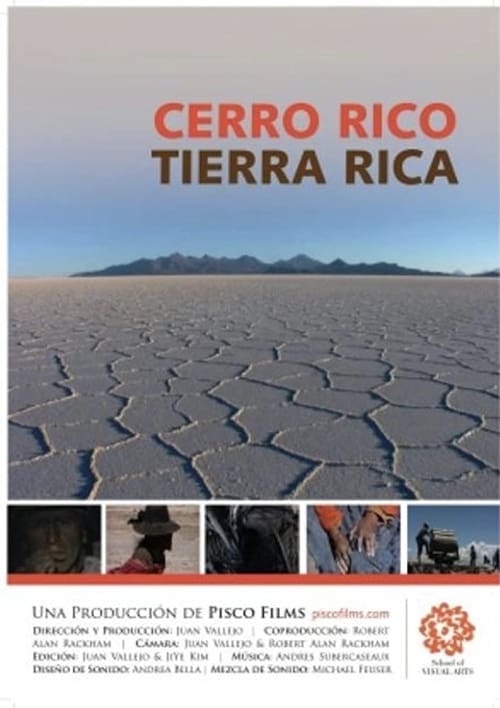 CERRO RICO
TIERRA RICA
UNA PRODUCCIÓN DE PISCO FILMS piscofilms.com
DIRECCIÓN Y PRODUCCIÓN: JUAN VALLEJO | COPRODUCCIÓN: ROBERT
ALAN RACKHAM | CÁMARA: JUAN VALLEJO & ROBERT ALAN RACKHAM
EDICIÓN: JUAN VALLEJO & JIYE KIM | MÚSICA: ANDRES SUBERCASEAUX
DISEÑO DE SONIDO: ANDREA BELLA | MEZCLA DE SONIDO: MICHAEL FEUSER
School of
VISUAL ARTS